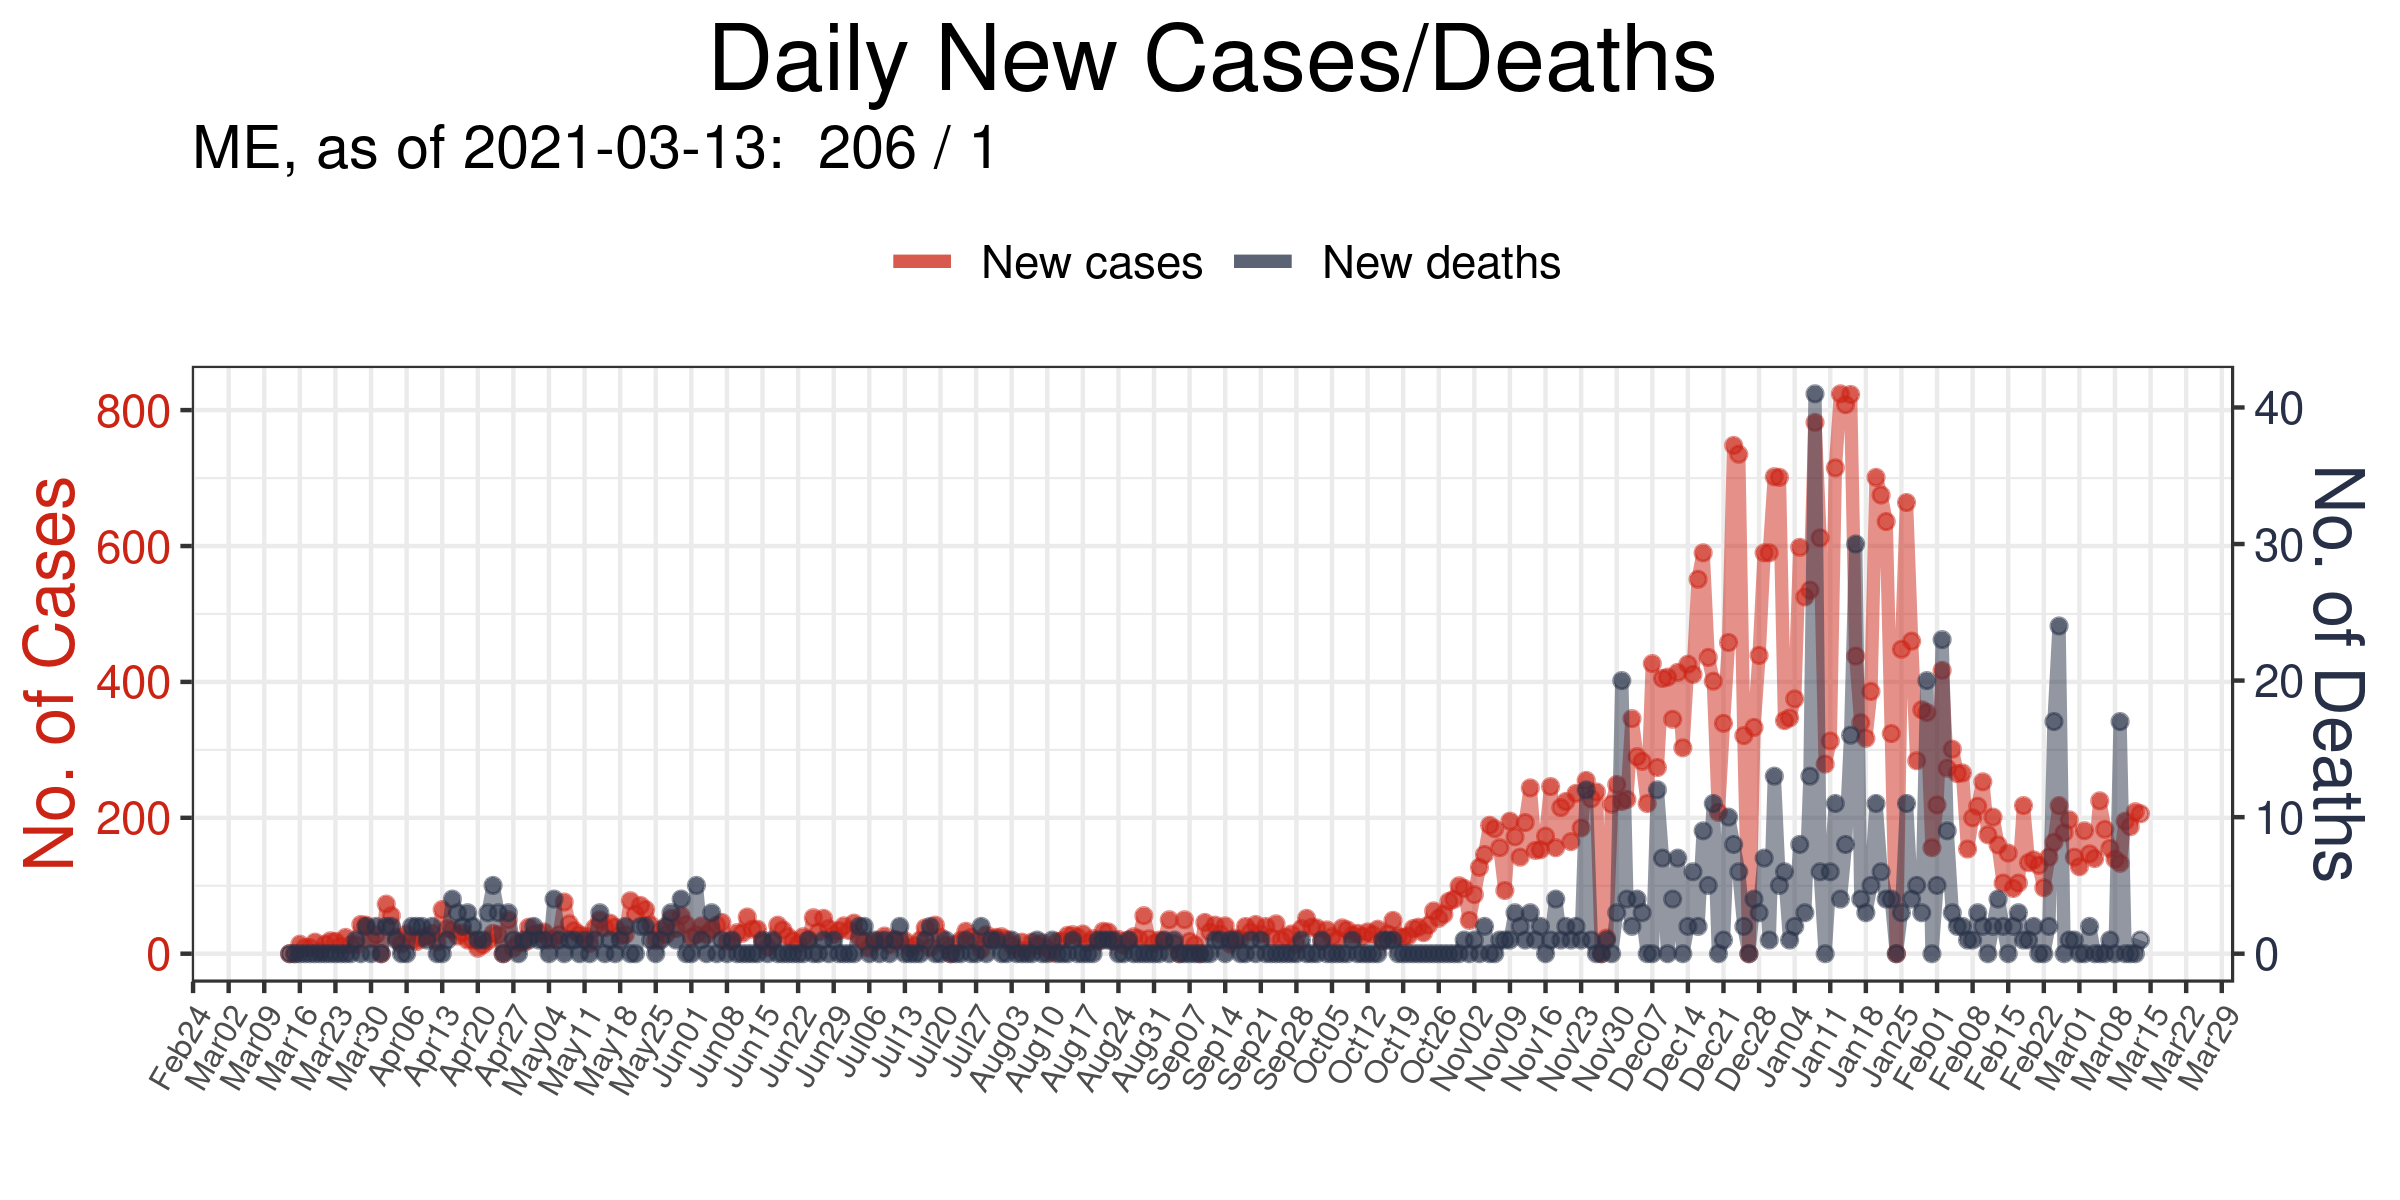 Daily New Cases/Deaths
ME, as of 2021-03-13:  206 / 1
New cases New deaths
No. of Cases
800
600
400
200
0
40
30
20
10
0
No. of Deaths
Feb24 Mar02 Mar09 Mar16 Mar23 Mar30 Apr06 Apr13 Apr20 Apr27 May04 May11 May18 May25 Jun01 Jun08 Jun15 Jun22 Jun29 Jul06 Jul13 Jul20 Jul27 Aug03 Aug10 Aug17 Aug24 Aug31 Sep07 Sep14 Sep21 Sep28 Oct05 Oct12 Oct19 Oct26 Nov02 Nov09 Nov16 Nov23 Nov30 Dec07 Dec14 Dec21 Dec28 Jan04 Jan11 Jan18 Jan25 Feb01 Feb08 Feb15 Feb22 Mar01 Mar08 Mar15 Mar22 Mar29